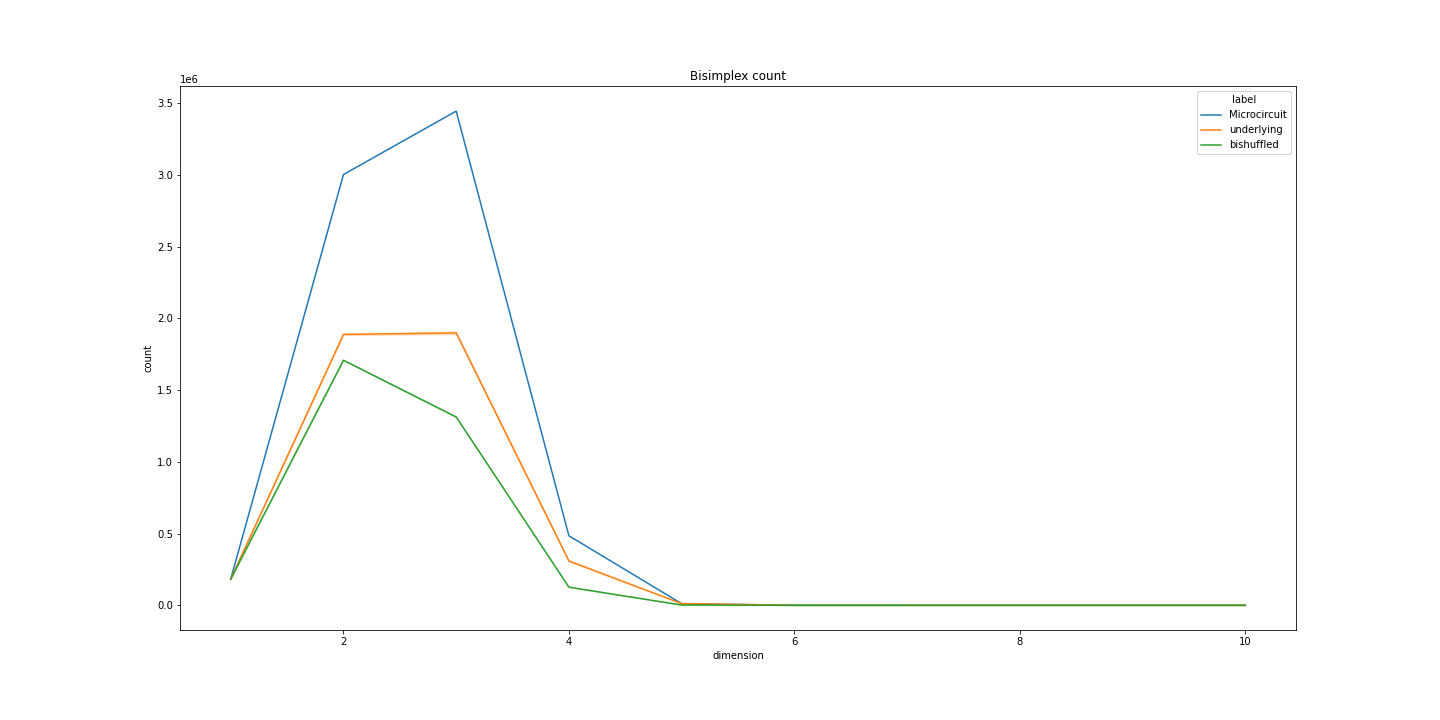 Bisimplex count
1e6
3.5
3.0
2.5
2.0
1.5
1.0
0.5
0.0
count
2
4
6
8
10
dimension
label
Microcircuit
underlying
bishuffled